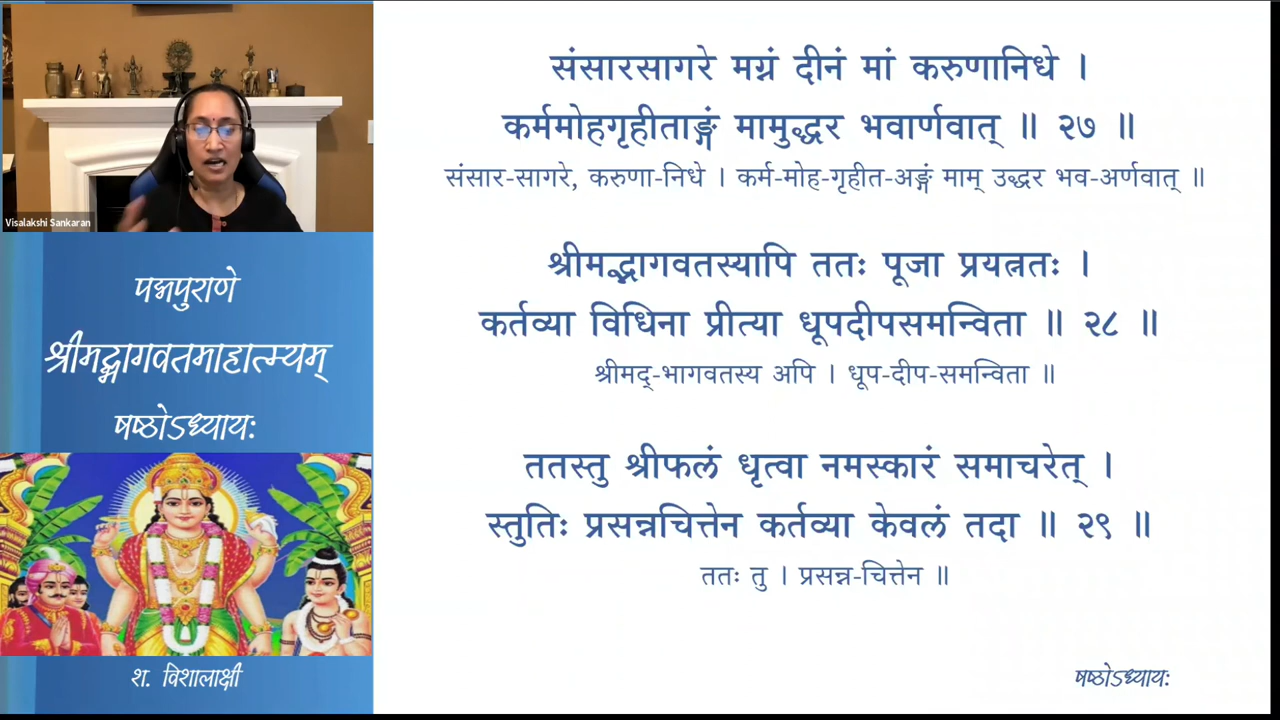 Visalakshi Sankaran
पद्मपुराणे
श्रीमद्भागवतमाहात्म्यम्
षष्ठोऽध्यायः
श. विशालाक्षी
संसारसागरे मग्नं दीनं मां करुणानिधे ।
कर्ममोहगृहीताङ्गं मामुद्धर भवार्णवात् ॥ २७ ॥
संसार-सागरे, करुणा-निधे । कर्म-मोह-गृहीत-अङ्गं माम् उद्धर भव-अर्णवात् ॥
श्रीमद्भागवतस्यापि ततः पूजा प्रयत्नतः ।
कर्तव्या विधिना प्रीत्या धूपदीपसमन्विता ॥ २८ ॥
श्रीमद्-भागवतस्य अपि । धूप-दीप-समन्विता ॥
ततस्तु श्रीफलं धृत्वा नमस्कारं समाचरेत् ।
स्तुतिः प्रसन्नचित्तेन कर्तव्या केवलं तदा ॥ २९ ॥
ततः तु । प्रसन्न-चित्तेन ॥
षष्ठोऽध्यायः